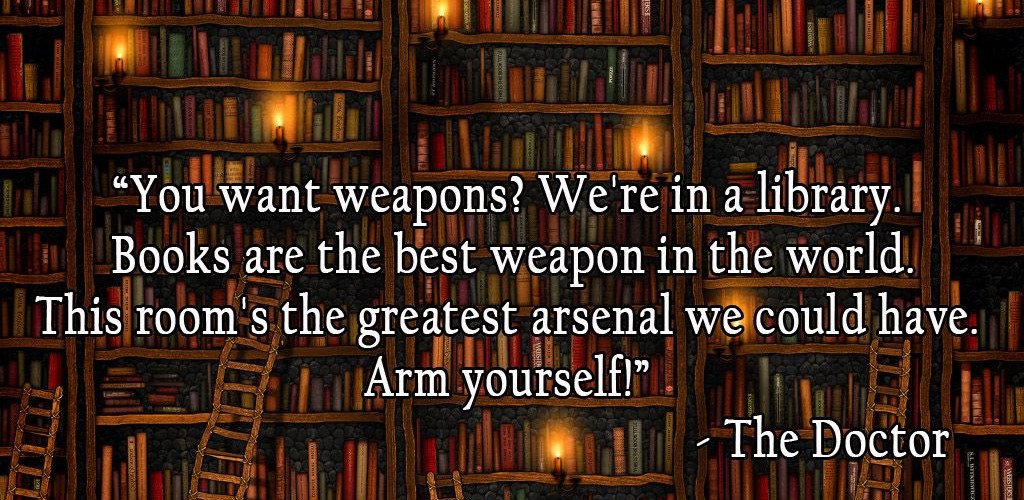 “You want weapons? We're in a library.
Books are the best weapon in the world.
This room's the greatest arsenal we could have.
Arm yourself!”
- The Doctor